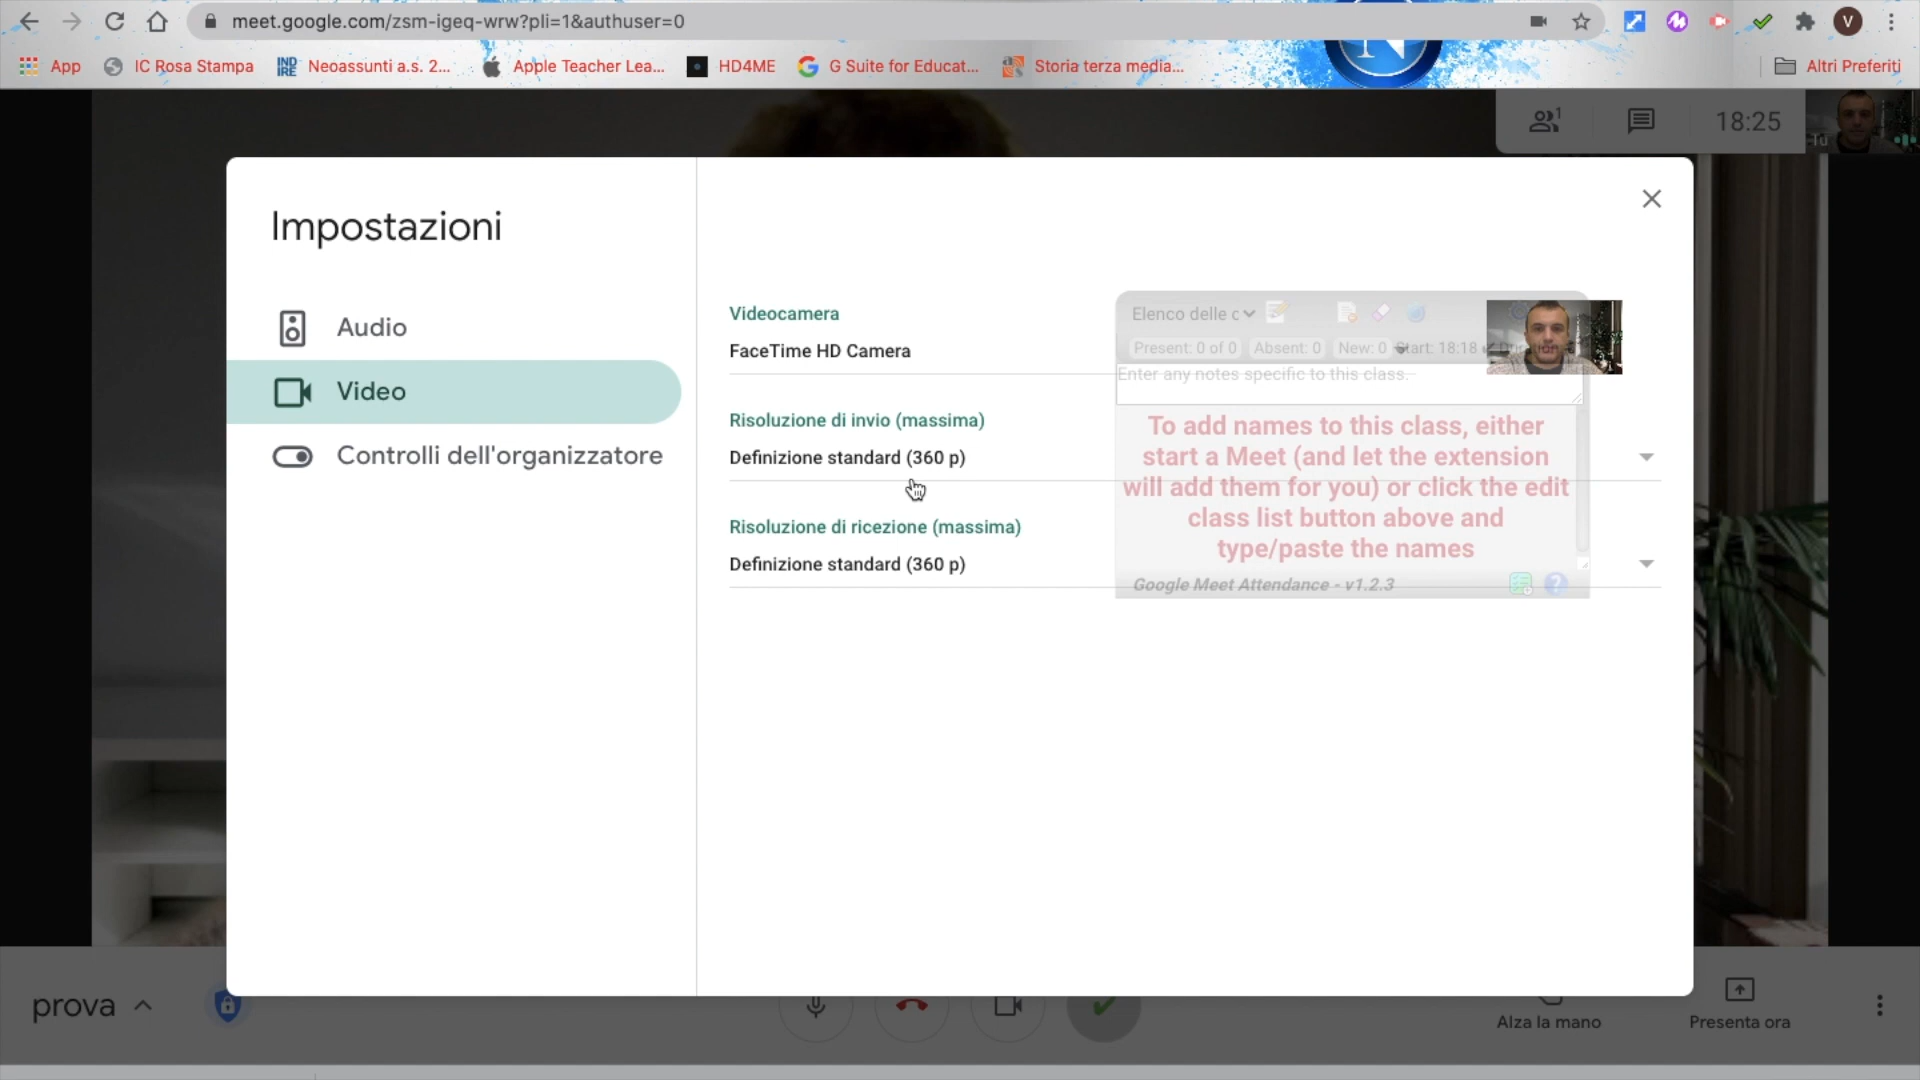 meet.google.com/zsm-igeq-wrw?pli=1&authuser=0
V
App
IC Rosa Stampa
IND
IRE
Neoassunti a.s. 2...
Apple Teacher Lea...
HD4ME
G Suite for Educat...
Storia terza media...
Altri Preferiti
1
18:25
Tu
Impostazioni
Audio
Video
Controlli dell'organizzatore
Videocamera
FaceTime HD Camera
Risoluzione di invio (massima)
Definizione standard (360 p)
Risoluzione di ricezione (massima)
Definizione standard (360 p)
Elenco delle c
Present: 0 of 0 Absent: 0 New: 0 Start: 18:18
Enter any notes specific to this class.
To add names to this class, either
start a Meet (and let the extension
will add them for you) or click the edit
class list button above and
type/paste the names
Google Meet Attendance - v1.2.3
?
prova
Alza la mano
Presenta ora